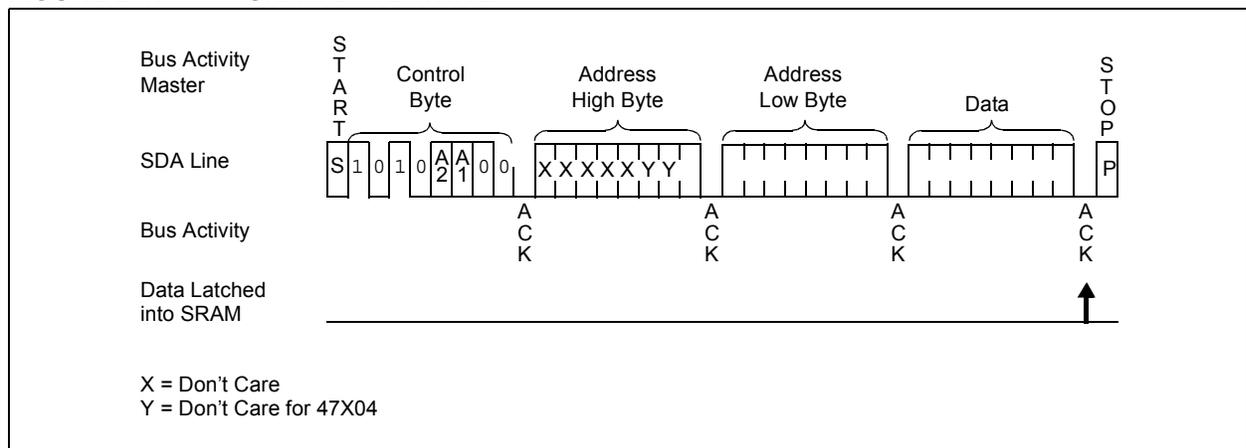 Bus Activity
Master
START
Control
Byte
Address
High Byte
Address
Low Byte
Data
STOP
SDA Line
S 1 0 1 0 A2 A1 0 0 X X X X X Y Y P
Bus Activity
ACK ACK ACK ACK
Data Latched
into SRAM
X = Don't Care
Y = Don't Care for 47X04